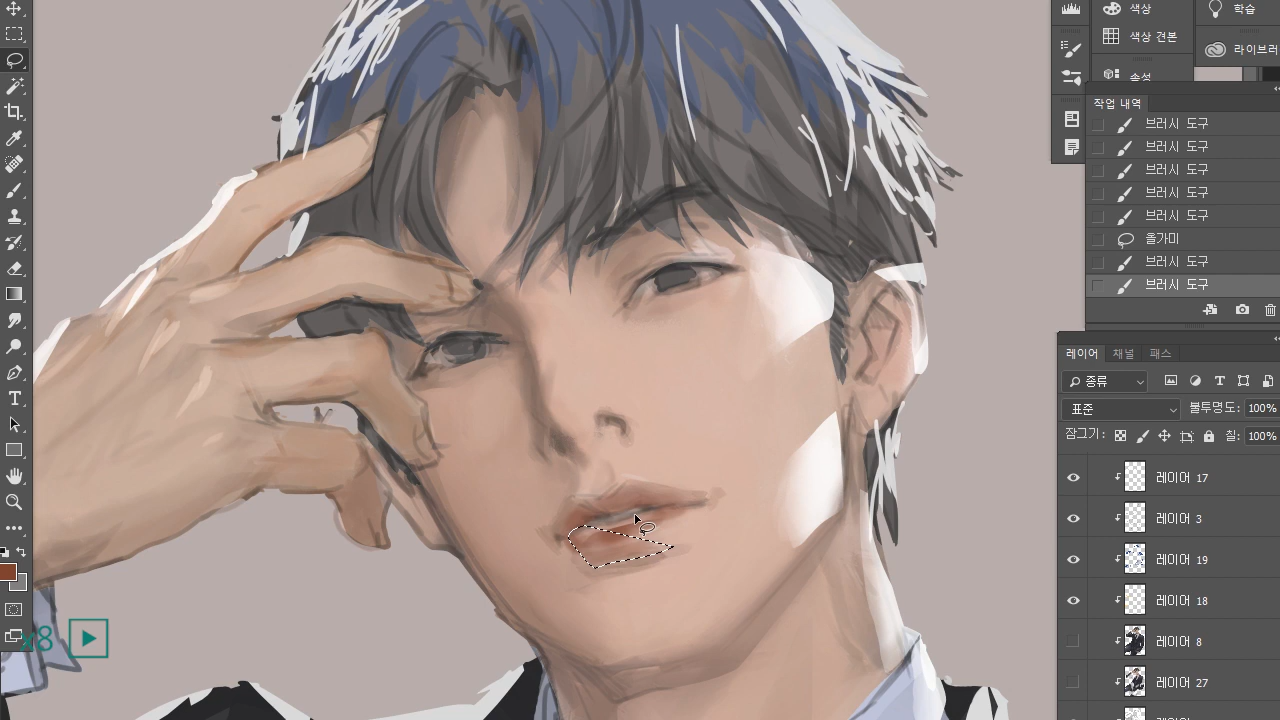 색상
학습
색상 견본
라이브러
속성
작업 내역
브러시 도구
브러시 도구
브러시 도구
브러시 도구
브러시 도구
올가미
브러시 도구
브러시 도구
레이어 채널 패스
종류
표준 불투명도: 100%
잠그기: 칠: 100%
레이어 17
레이어 3
레이어 19
레이어 18
레이어 8
레이어 27
x8